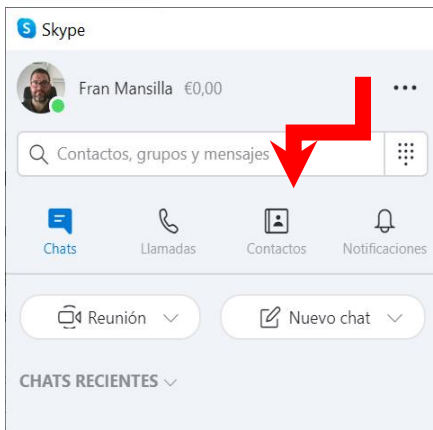 Skype
Fran Mansilla €0,00
Contactos, grupos y mensajes
Chats Llamadas Contactos Notificaciones
Reunión Nuevo chat
CHATS RECIENTES